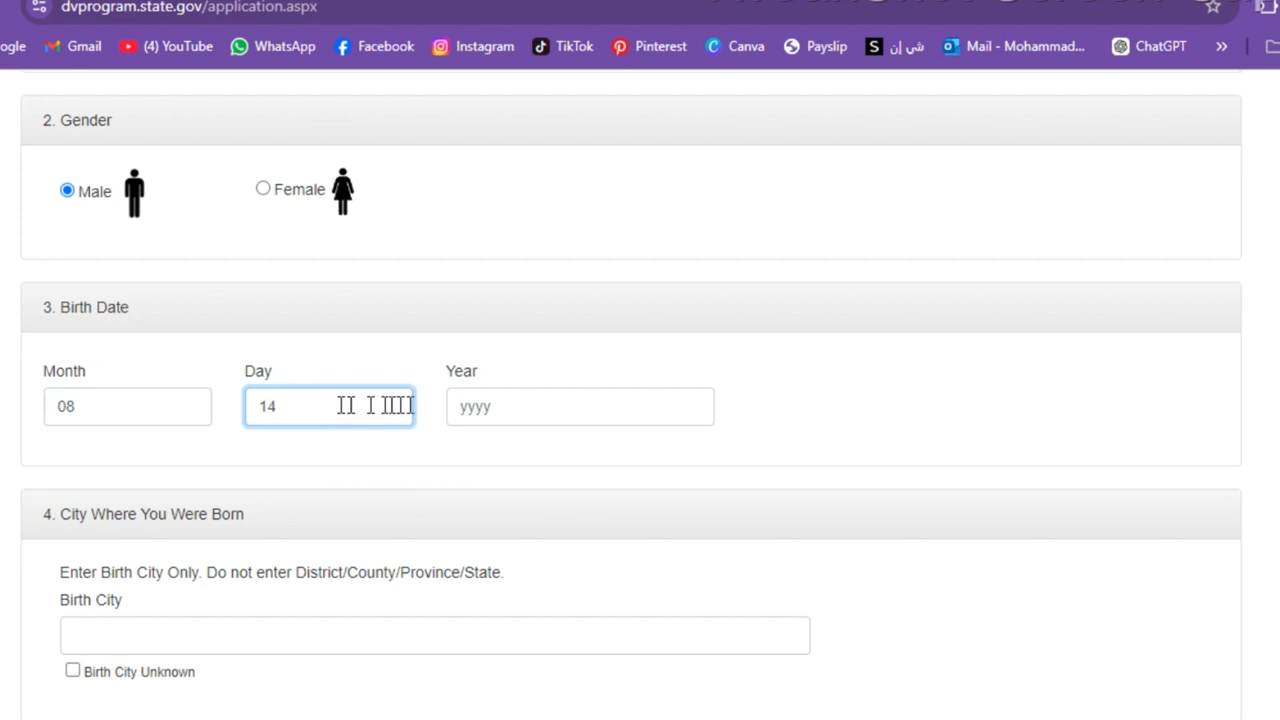 dvprogram.state.gov/application.aspx
ogle Gmail (4) YouTube WhatsApp Facebook Instagram TikTok Pinterest Canva Payslip S شي إن Mail - Mohammad... ChatGPT »
2. Gender
Male Female
3. Birth Date
Month Day Year
08 14 yyyy
4. City Where You Were Born
Enter Birth City Only. Do not enter District/County/Province/State.
Birth City
Birth City Unknown